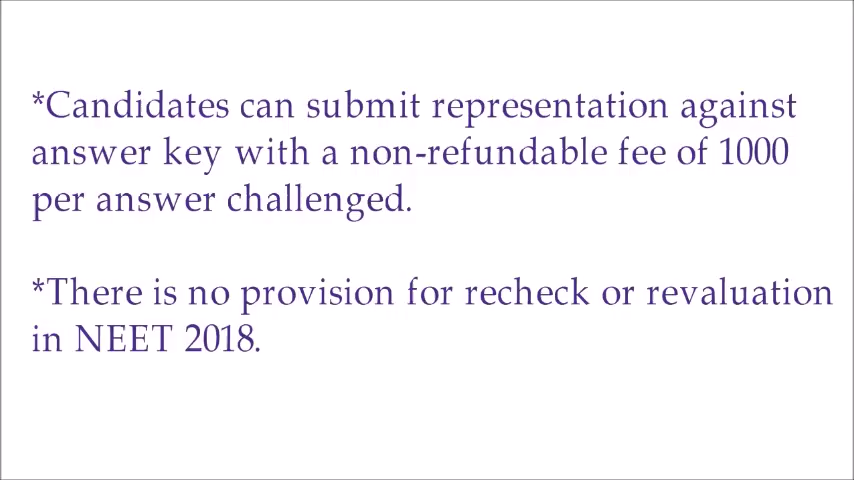 *Candidates can submit representation against
answer key with a non-refundable fee of 1000
per answer challenged.
*There is no provision for recheck or revaluation
in NEET 2018.